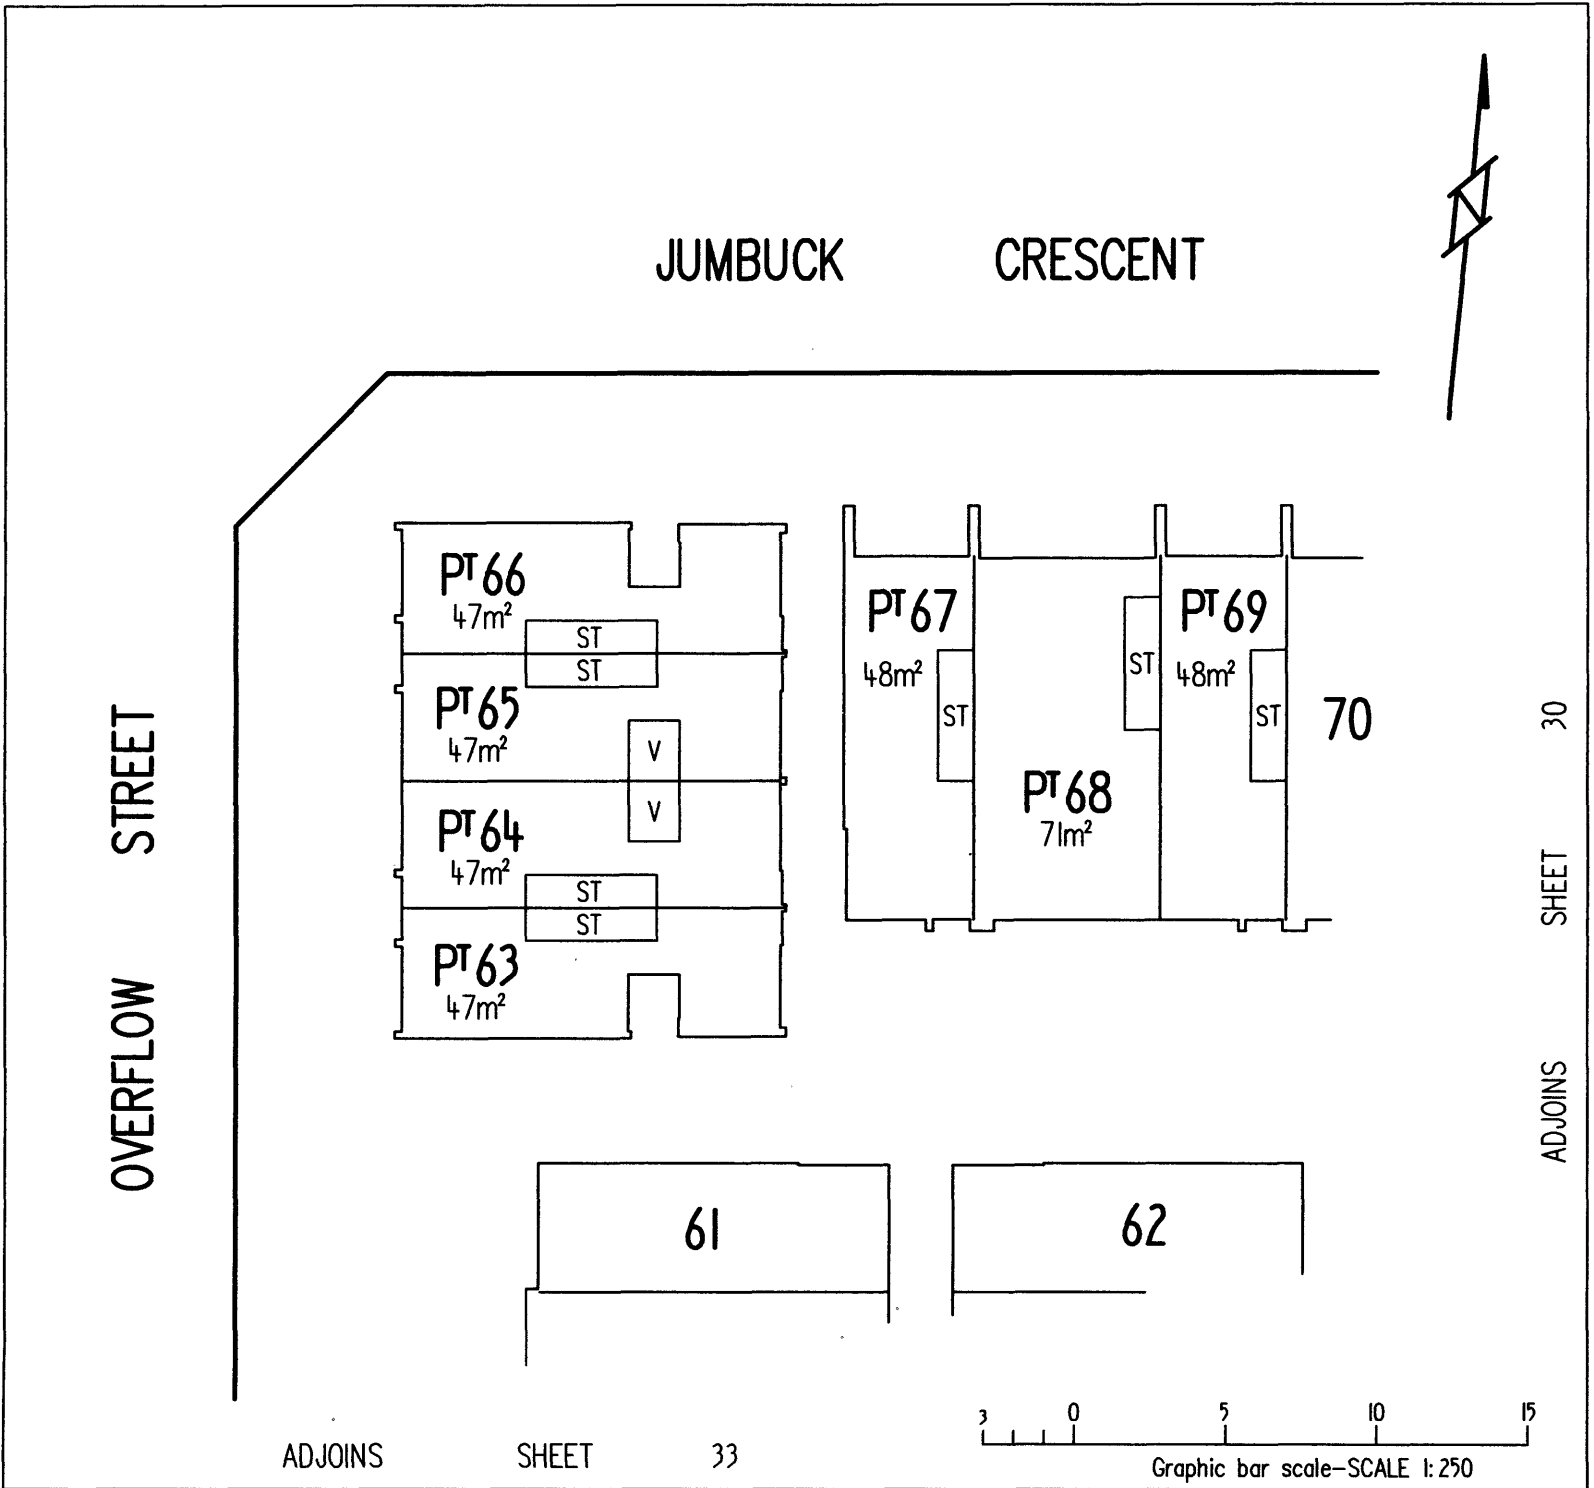 JUMBUCK CRESCENT
PT 66
47m²
ST
ST
PT 65
47m²
V
V
PT 64
47m²
ST
ST
PT 63
47m²
PT 67
48m²
ST
PT 68
71m²
ST
PT 69
48m²
ST
70
OVERFLOW STREET
ADJOINS SHEET 30
61
62
ADJOINS SHEET 33
3 0 5 10 15
Graphic bar scale–SCALE 1:250